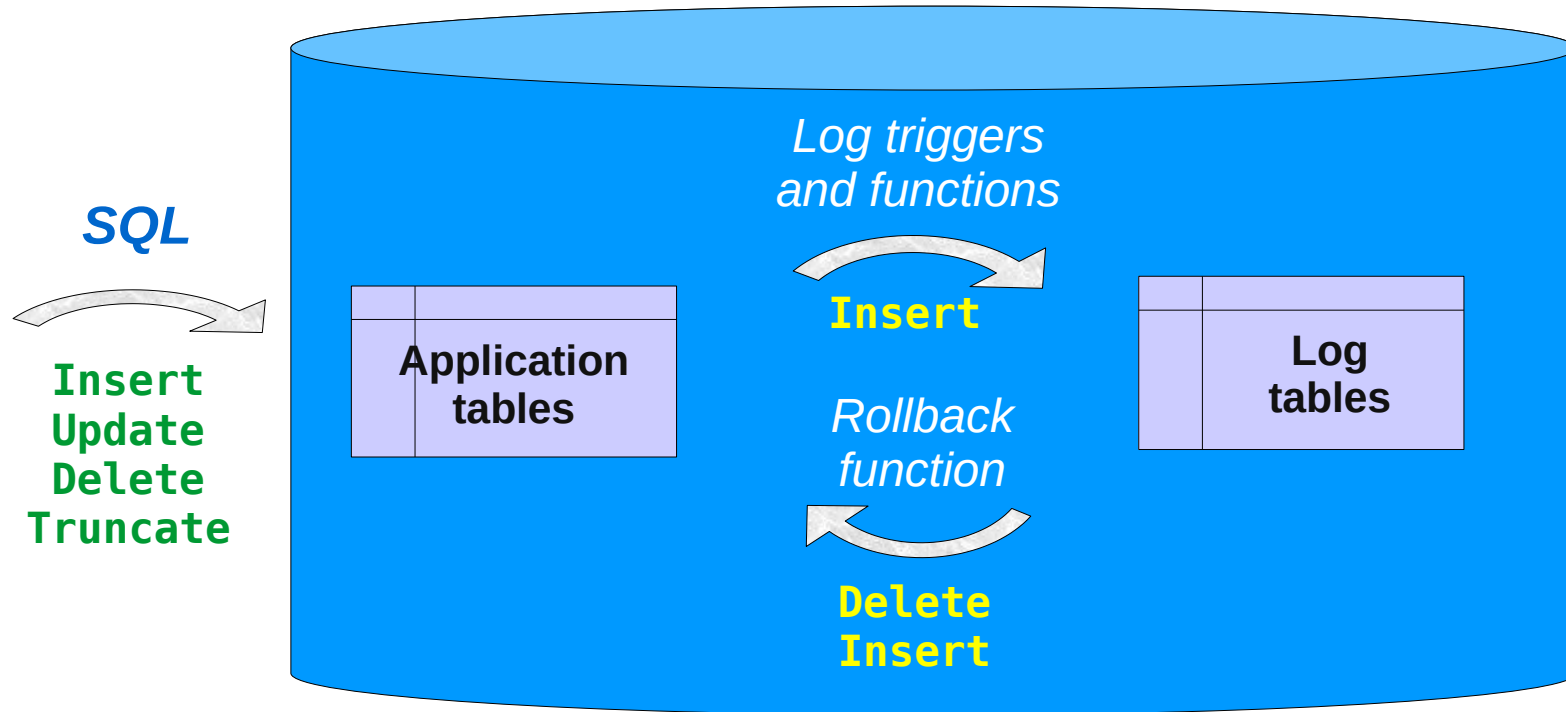 SQL
Insert
Update
Delete
Truncate
Application
tables
Log triggers
and functions
Insert
Rollback
function
Delete
Insert
Log
tables